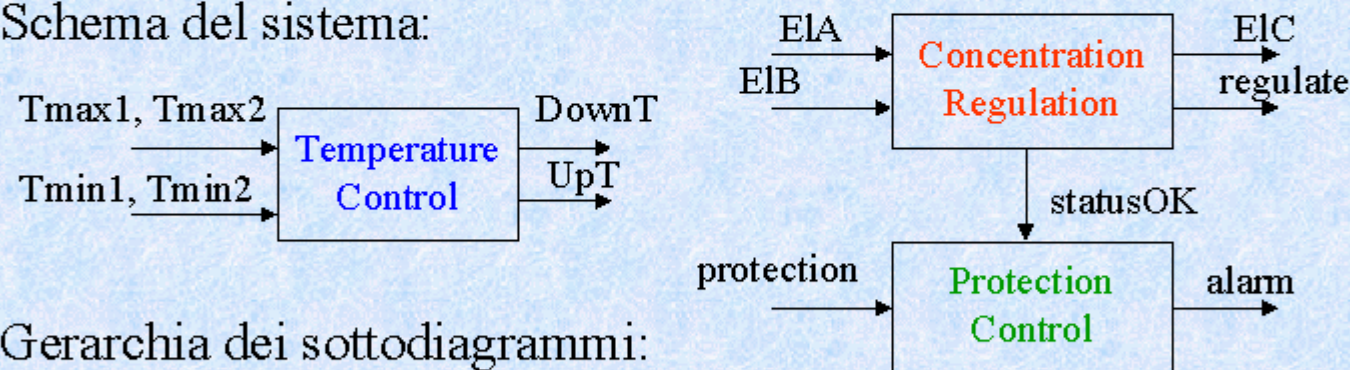 Schema del sistema:
Tmax1, Tmax2
Tmin1, Tmin2
Temperature
Control
DownT
UpT
ElA
ElB
Concentration
Regulation
ElC
regulate
statusOK
protection
Protection
Control
alarm
Gerarchia dei sottodiagrammi: